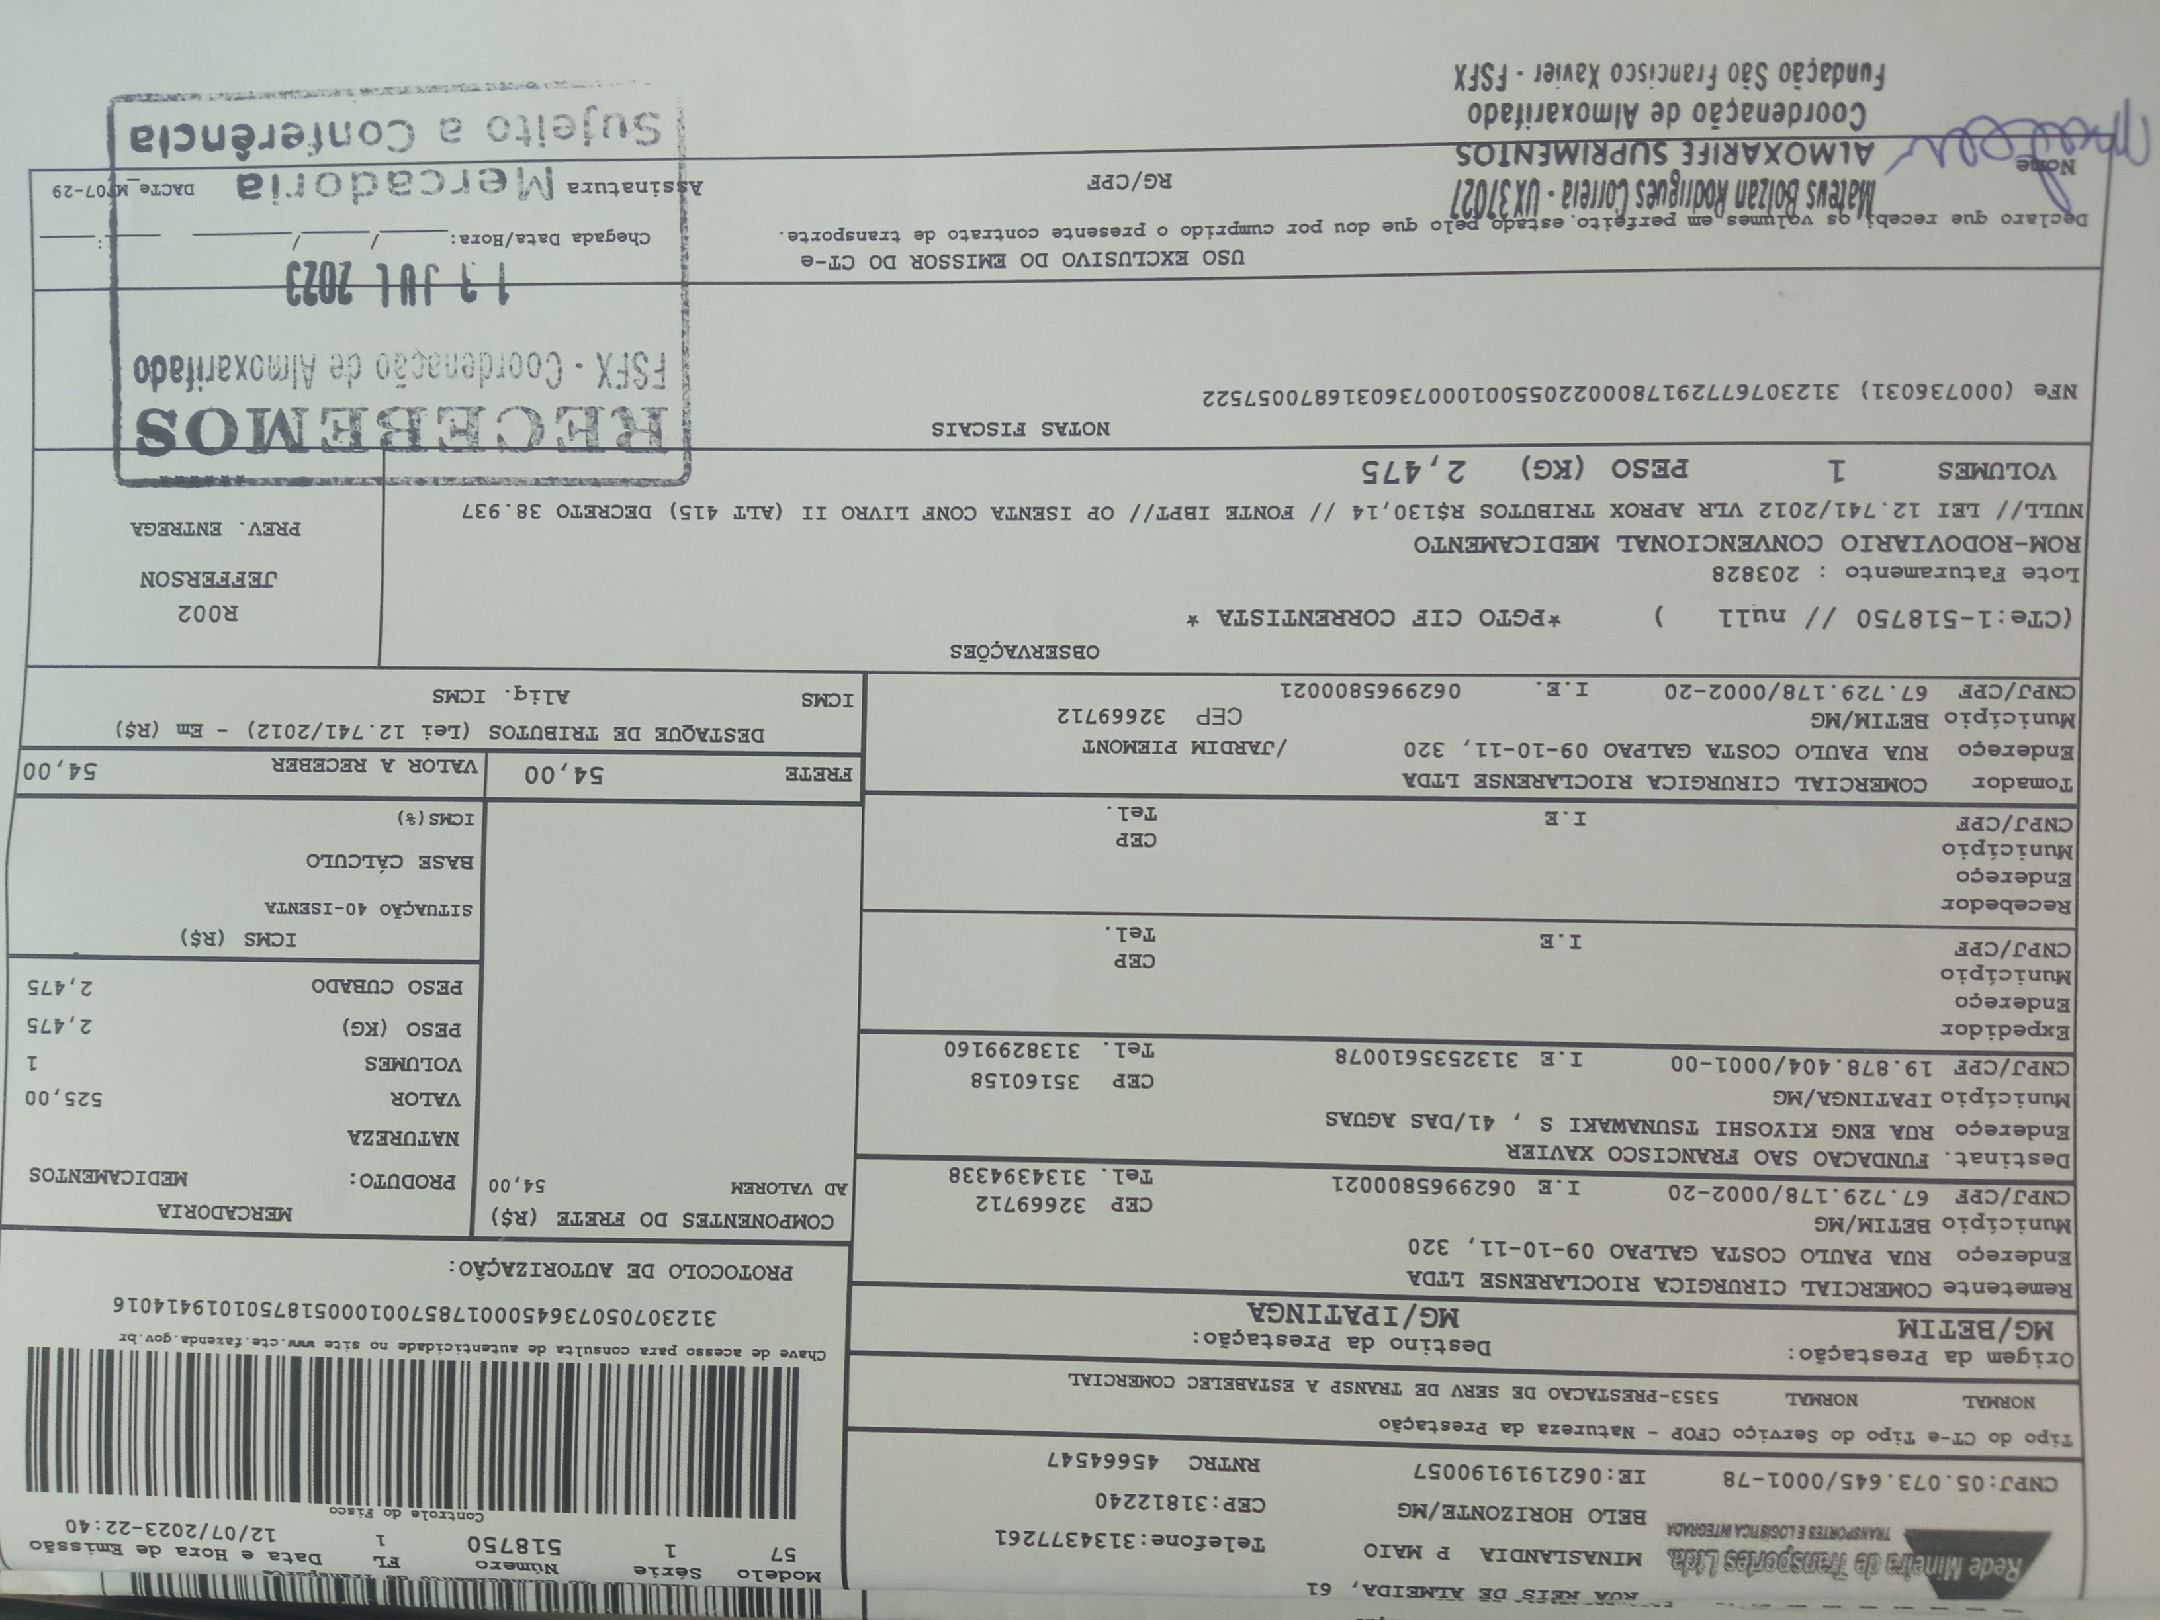 RUA REIS DE ALMEIDA, 61
Rede Mineira de Transportes Ltda.
TRANSPORTES E LOGÍSTICA INTEGRADA
MINASLANDIA P MAIO Telefone:3134377261
BELO HORIZONTE/MG CEP:31812240
CNPJ:05.073.645/0001-78 IE:0621919190057 RNTRC 45664547
Modelo Série Número FL Data e Hora de Emissão
57 1 518750 1 12/07/2023-22:40
Controle do Fisco
Chave de acesso para consulta de autenticidade no site www.cte.fazenda.gov.br
31230705073645000178570010005187501019414016
PROTOCOLO DE AUTORIZAÇÃO:
Tipo do CT-e Tipo do Serviço CFOP - Natureza da Prestação
NORMAL NORMAL 5353-PRESTACAO DE SERV DE TRANSP A ESTABELEC COMERCIAL
Origem da Prestação: Destino da Prestação:
MG/BETIM MG/IPATINGA
Remetente COMERCIAL CIRURGICA RIOCLARENSE LTDA
Endereço RUA PAULO COSTA GALPAO 09-10-11, 320
Município BETIM/MG CEP 32669712
CNPJ/CPF 67.729.178/0002-20 I.E 0629965800021 Tel. 3134394338
Destinat. FUNDACAO SAO FRANCISCO XAVIER
Endereço RUA ENG KIYOSHI TSUNAWAKI S , 41/DAS AGUAS
Município IPATINGA/MG CEP 35160158
CNPJ/CPF 19.878.404/0001-00 I.E 3132535610078 Tel. 3138299160
Expedidor
Endereço
Município CEP
CNPJ/CPF I.E Tel.
Recebedor
Endereço
Município CEP
CNPJ/CPF I.E Tel.
Tomador COMERCIAL CIRURGICA RIOCLARENSE LTDA
Endereço RUA PAULO COSTA GALPAO 09-10-11, 320 /JARDIM PIEMONT
Município BETIM/MG CEP 32669712
CNPJ/CPF 67.729.178/0002-20 I.E. 0629965800021
COMPONENTES DO FRETE (R$)
AD VALOREM 54,00
MERCADORIA
PRODUTO: MEDICAMENTOS
NATUREZA
VALOR 525,00
VOLUMES 1
PESO (KG) 2,475
PESO CUBADO 2,475
ICMS (R$)
SITUAÇÃO 40-ISENTA
BASE CÁLCULO
ICMS(%)
FRETE 54,00 VALOR A RECEBER 54,00
DESTAQUE DE TRIBUTOS (Lei 12.741/2012) - Em (R$)
ICMS Aliq. ICMS
OBSERVAÇÕES
(CTe:1-518750 // null ) *PGTO CIF CORRENTISTA *
Lote Faturamento : 203828
ROM-RODOVIARIO CONVENCIONAL MEDICAMENTO
NULL// LEI 12.741/2012 VLR APROX TRIBUTOS R$130,14 // FONTE IBPT// OP ISENTA CONF LIVRO II (ALT 415) DECRETO 38.937
VOLUMES 1 PESO (KG) 2,475
R002
JEFFERSON
PREV. ENTREGA
NOTAS FISCAIS
NFe (000736031) 31230767729178000220550010007360316870057522
RECEBEMOS
FSFX - Coordenação de Almoxarifado
13 JUL 2023
Mercadoria
Sujeito a Conferência
USO EXCLUSIVO DO EMISSOR DO CT-e
Declaro que recebi os volumes em perfeito estado pelo que dou por cumprido o presente contrato de transporte.
Chegada Data/Hora:____/____/____ ____:____
Nome RG/CPF Assinatura DACTe_MT07-29
Mateus Bolzan Rodrigues Correia - UX37027
ALMOXARIFE SUPRIMENTOS
Coordenação de Almoxarifado
Fundação São Francisco Xavier - FSFX